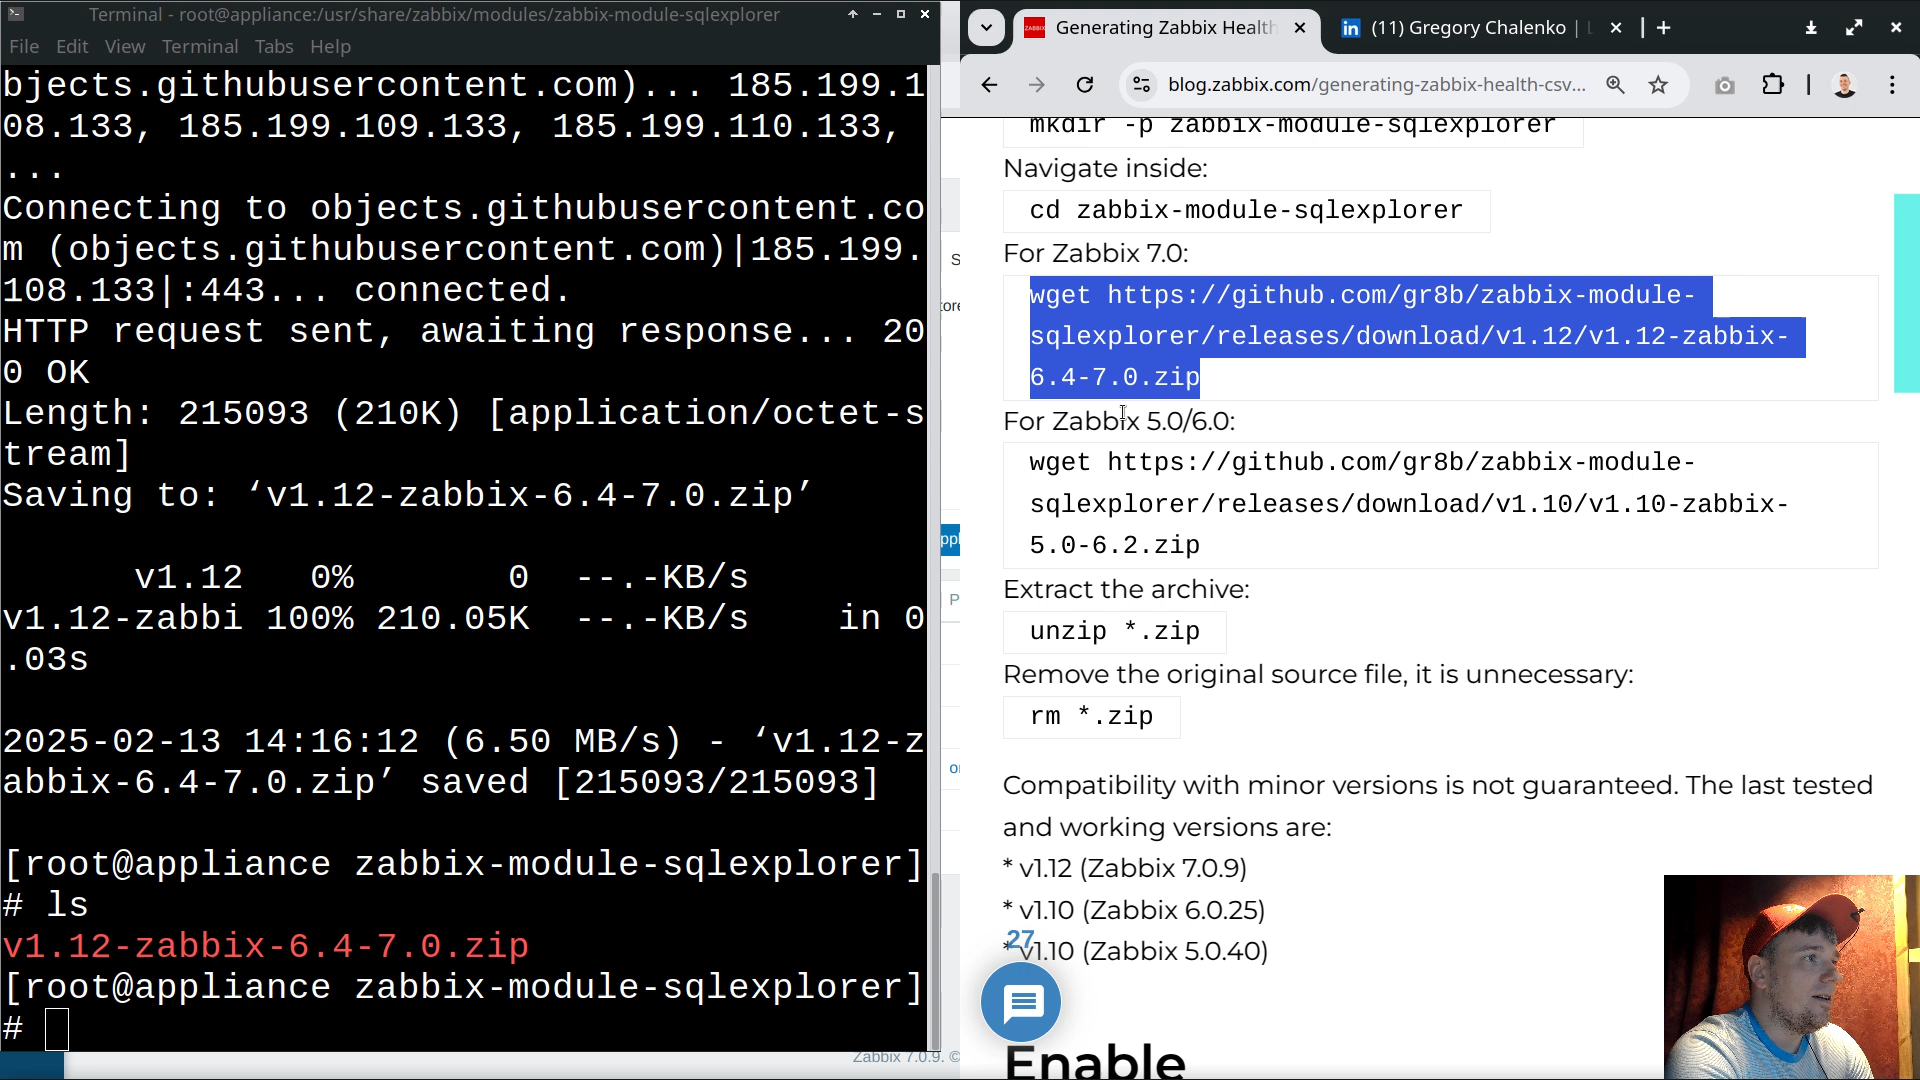 Terminal - root@appliance:/usr/share/zabbix/modules/zabbix-module-sqlexplorer
File Edit View Terminal Tabs Help
bjects.githubusercontent.com)... 185.199.1
08.133, 185.199.109.133, 185.199.110.133,
...
Connecting to objects.githubusercontent.co
m (objects.githubusercontent.com)|185.199.
108.133|:443... connected.
HTTP request sent, awaiting response... 20
0 OK
Length: 215093 (210K) [application/octet-s
tream]
Saving to: ‘v1.12-zabbix-6.4-7.0.zip’
v1.12 0% 0 --.-KB/s
v1.12-zabbi 100% 210.05K --.-KB/s in 0
.03s
2025-02-13 14:16:12 (6.50 MB/s) - ‘v1.12-z
abbix-6.4-7.0.zip’ saved [215093/215093]
[root@appliance zabbix-module-sqlexplorer]
# ls
v1.12-zabbix-6.4-7.0.zip
[root@appliance zabbix-module-sqlexplorer]
#
Zabbix 7.0.9. ©
ZABBIX
Generating Zabbix Health
in (11) Gregory Chalenko |
blog.zabbix.com/generating-zabbix-health-csv...
mkdir -p zabbix-module-sqlexplorer
Navigate inside:
cd zabbix-module-sqlexplorer
For Zabbix 7.0:
wget https://github.com/gr8b/zabbix-module-
sqlexplorer/releases/download/v1.12/v1.12-zabbix-
6.4-7.0.zip
For Zabbix 5.0/6.0:
wget https://github.com/gr8b/zabbix-module-
sqlexplorer/releases/download/v1.10/v1.10-zabbix-
5.0-6.2.zip
Extract the archive:
unzip *.zip
Remove the original source file, it is unnecessary:
rm *.zip
Compatibility with minor versions is not guaranteed. The last tested
and working versions are:
* v1.12 (Zabbix 7.0.9)
* v1.10 (Zabbix 6.0.25)
* v1.10 (Zabbix 5.0.40)
27
Enable